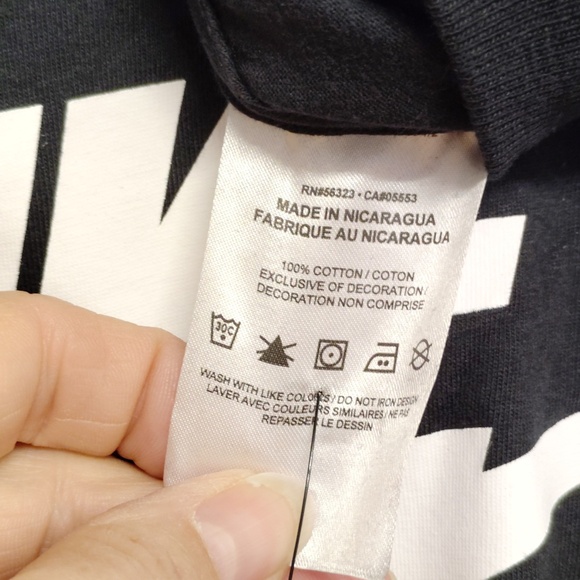 RN#56323 • CA#05553
MADE IN NICARAGUA
FABRIQUE AU NICARAGUA
100% COTTON / COTON
EXCLUSIVE OF DECORATION /
DECORATION NON COMPRISE
30C
WASH WITH LIKE COLORS / DO NOT IRON DESIGN
LAVER AVEC COULEURS SIMILAIRES / NE PAS
REPASSER LE DESSIN